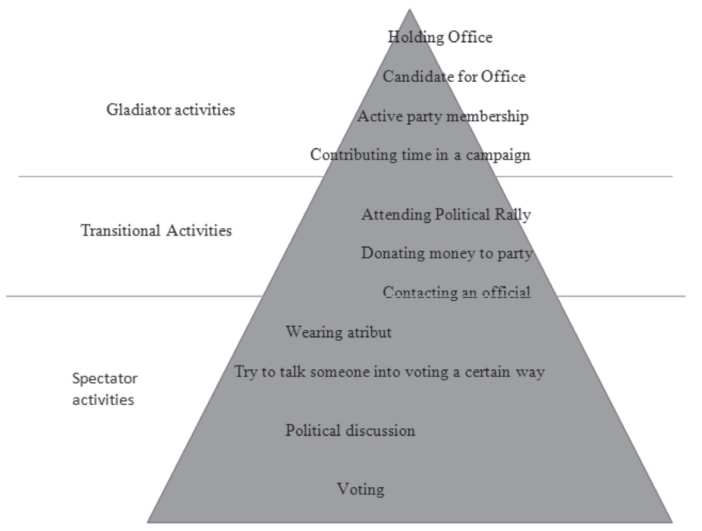 Holding Office
Candidate for Office
Gladiator activities
Active party membership
Contributing time in a campaign
Attending Political Rally
Transitional Activities
Donating money to party
Contacting an official
Wearing atribut
Try to talk someone into voting a certain way
Spectator
activities
Political discussion
Voting